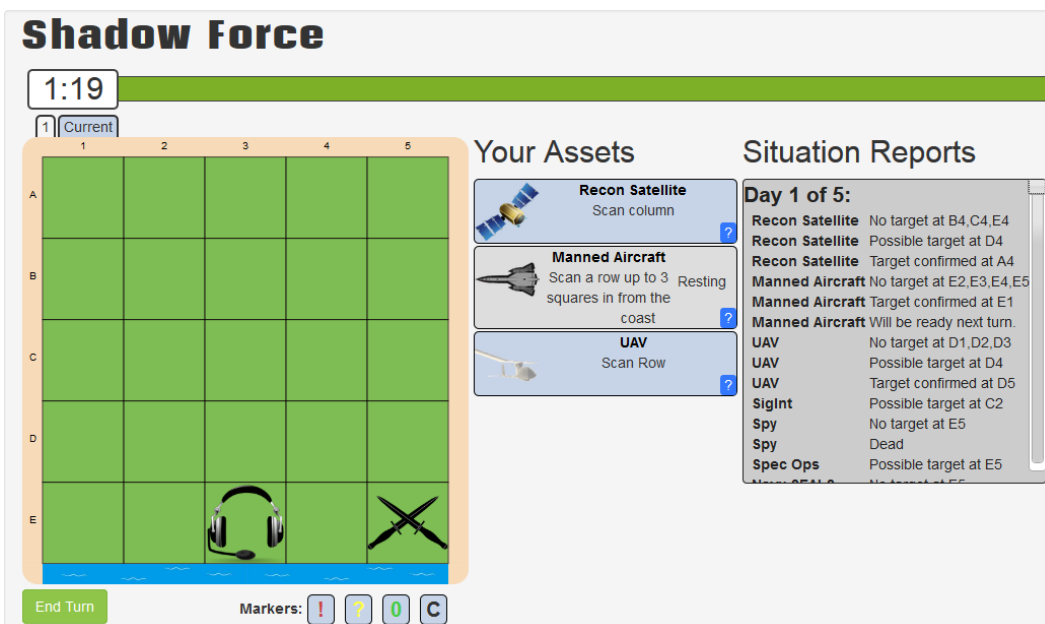 Shadow Force
1:19
1 Current
1 2 3 4 5
A
B
C
D
E
End Turn
Markers: ! ? 0 C
Your Assets
Recon Satellite
Scan column
?
Manned Aircraft
Scan a row up to 3 squares in from the coast
Resting
?
UAV
Scan Row
?
Situation Reports
Day 1 of 5:
Recon Satellite No target at B4,C4,E4
Recon Satellite Possible target at D4
Recon Satellite Target confirmed at A4
Manned Aircraft No target at E2,E3,E4,E5
Manned Aircraft Target confirmed at E1
Manned Aircraft Will be ready next turn.
UAV No target at D1,D2,D3
UAV Possible target at D4
UAV Target confirmed at D5
SigInt Possible target at C2
Spy No target at E5
Spy Dead
Spec Ops Possible target at E5